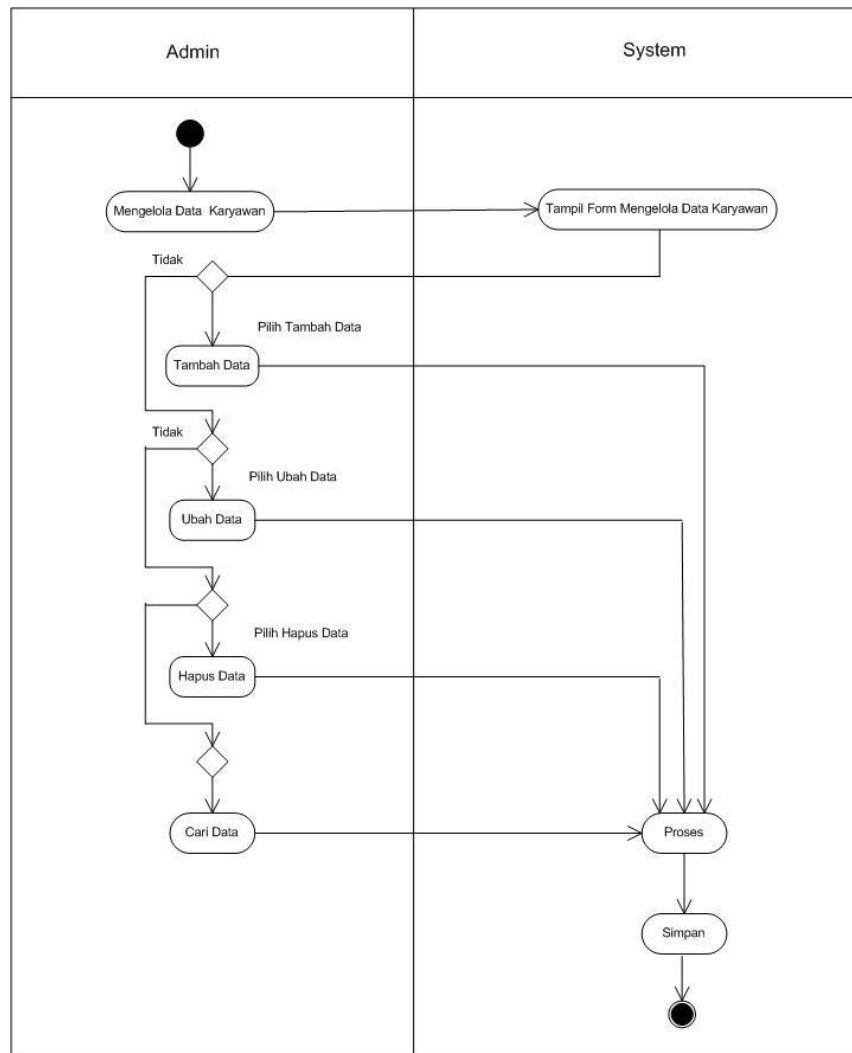 Admin
System
Mengelola Data Karyawan
Tampil Form Mengelola Data Karyawan
Tidak
Pilih Tambah Data
Tambah Data
Tidak
Pilih Ubah Data
Ubah Data
Pilih Hapus Data
Hapus Data
Cari Data
Proses
Simpan